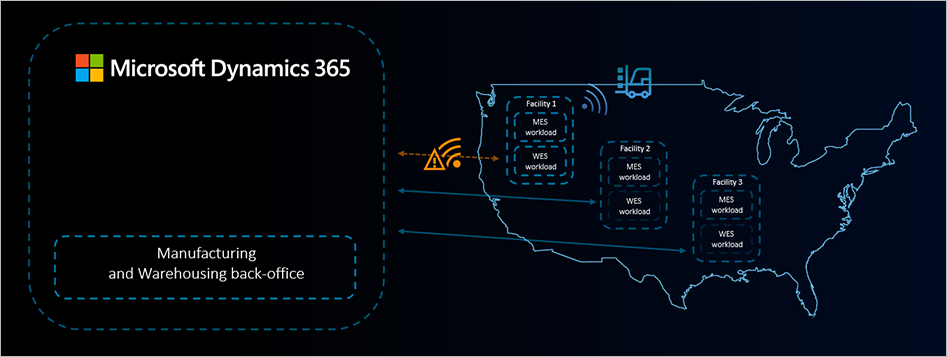 Microsoft Dynamics 365
Manufacturing
and Warehousing back-office
Facility 1
MES
workload
WES
workload
Facility 2
MES
workload
WES
workload
Facility 3
MES
workload
WES
workload